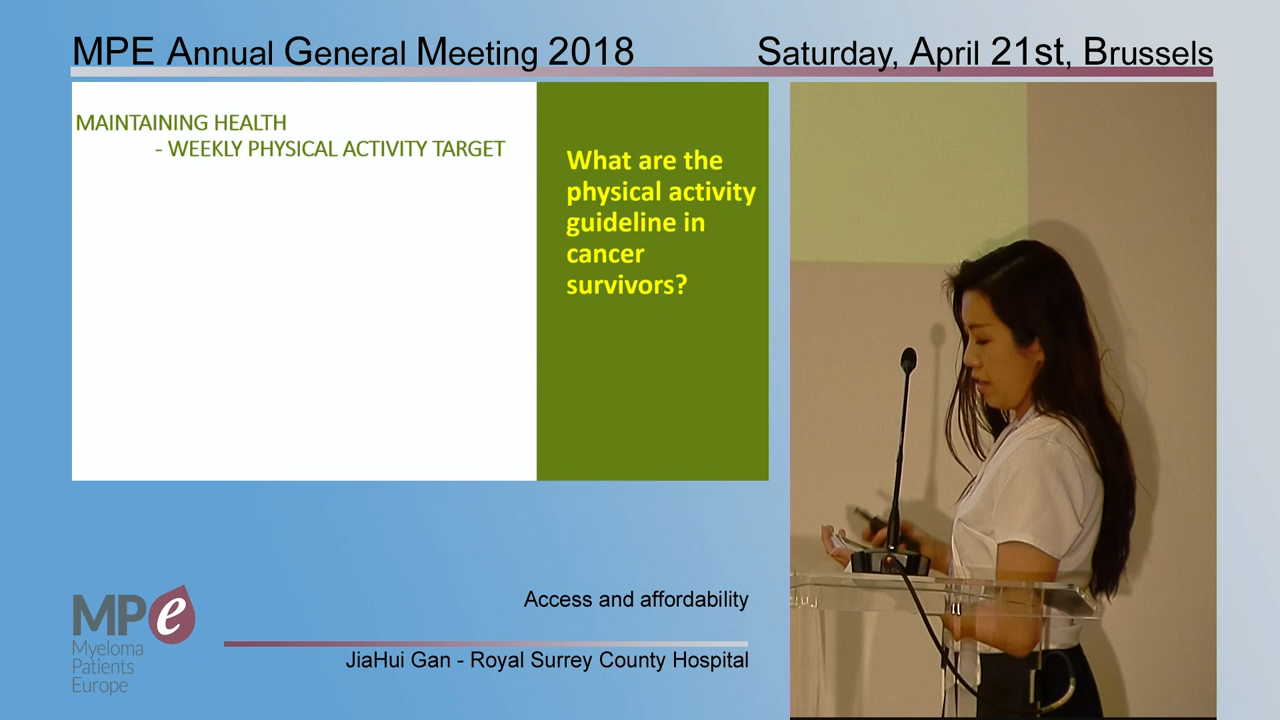 MPE Annual General Meeting 2018
Saturday, April 21st, Brussels
MAINTAINING HEALTH
- WEEKLY PHYSICAL ACTIVITY TARGET
What are the
physical activity
guideline in
cancer
survivors?
Access and affordability
JiaHui Gan - Royal Surrey County Hospital
MPe
Myeloma
Patients
Europe